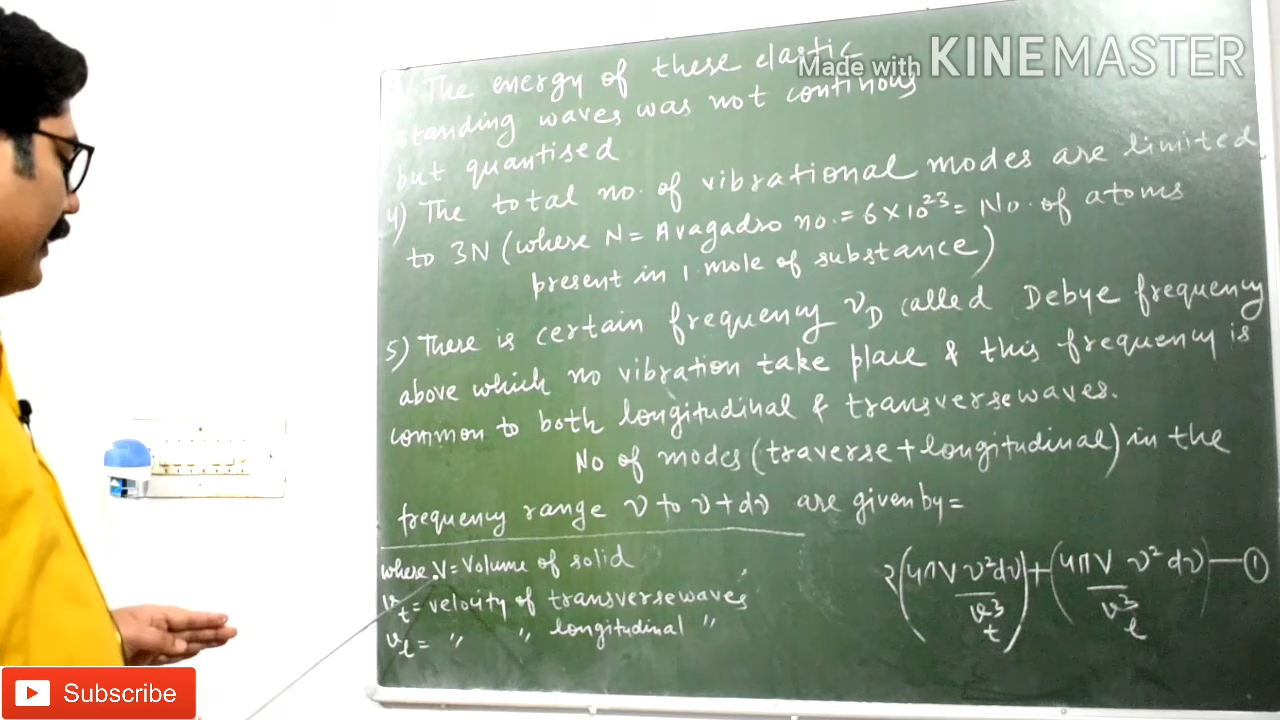 The energy of these elastic
Made with KINEMASTER
standing waves was not continous
but quantised
4) The total no. of vibrational modes are limited
to 3N (where N = Avagadro no. = 6 × 10²³ = No. of atoms
present in 1 mole of substance)
5) There is certain frequency ν_D called Debye frequency
above which no vibration take place & this frequency is
common to both longitudinal & transverse waves.
No of modes (traverse + longitudinal) in the
frequency range ν to ν + dν are given by =
2(4πV/v_t³ ν²dν) + (4πV/v_l³ ν²dν) — ①
where V = Volume of solid
v_t = velocity of transverse waves
v_l = " " longitudinal "
Subscribe